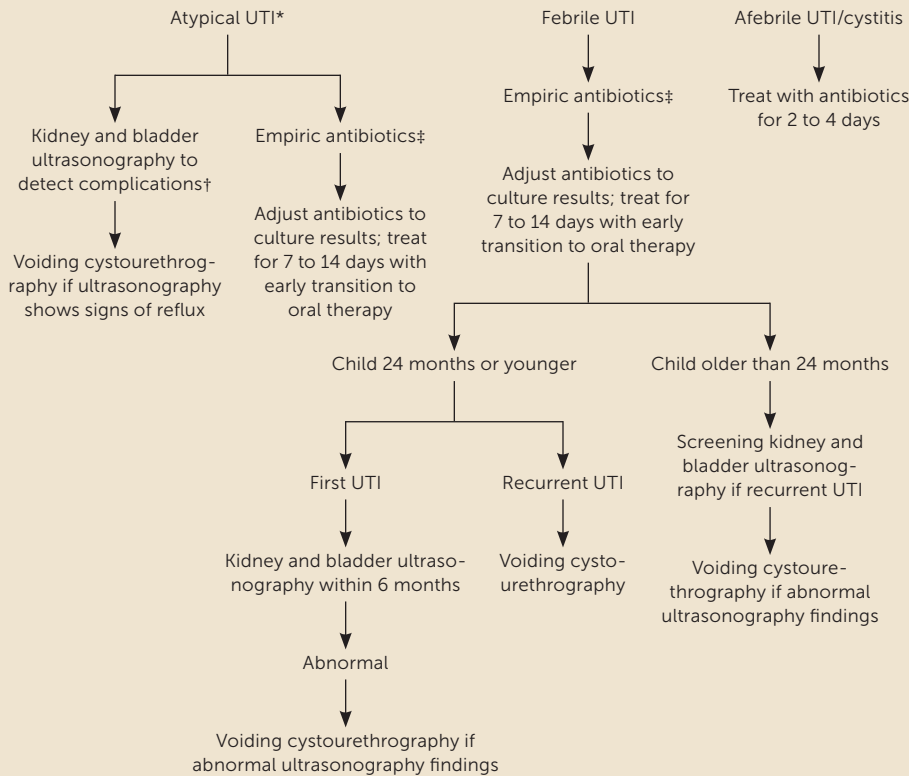 Atypical UTI*
Febrile UTI
Afebrile UTI/cystitis
Kidney and bladder
ultrasonography to
detect complications†
Empiric antibiotics‡
Empiric antibiotics‡
Treat with antibiotics
for 2 to 4 days
Voiding cystourethrog-
raphy if ultrasonography
shows signs of reflux
Adjust antibiotics to
culture results; treat
for 7 to 14 days with
early transition to
oral therapy
Adjust antibiotics to
culture results; treat for
7 to 14 days with early
transition to oral therapy
Child 24 months or younger
Child older than 24 months
First UTI
Recurrent UTI
Screening kidney and
bladder ultrasonog-
raphy if recurrent UTI
Kidney and bladder ultraso-
nography within 6 months
Voiding cysto-
urethrography
Voiding cystoure-
thrography if abnormal
ultrasonography findings
Abnormal
Voiding cystourethrography if
abnormal ultrasonography findings